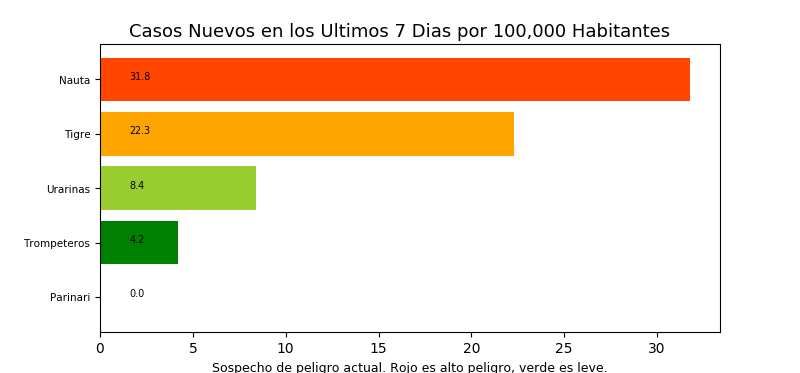 Casos Nuevos en los Ultimos 7 Dias por 100,000 Habitantes
Nauta 31.8
Tigre 22.3
Urarinas 8.4
Trompeteros 4.2
Parinari 0.0
0 5 10 15 20 25 30
Sospecho de peligro actual. Rojo es alto peligro, verde es leve.